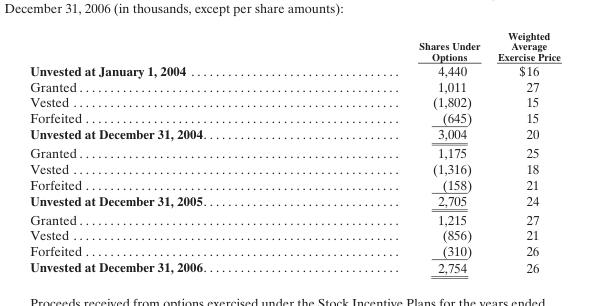 December 31, 2006 (in thousands, except per share amounts):
Weighted
Shares Under Average
Options Exercise Price
Unvested at January 1, 2004 . . . . . . . . . . . . . . . . . . . . . . . . . . . . . . . . 4,440 $16
Granted . . . . . . . . . . . . . . . . . . . . . . . . . . . . . . . . . . . . . . . . . . . . . . . . . 1,011 27
Vested . . . . . . . . . . . . . . . . . . . . . . . . . . . . . . . . . . . . . . . . . . . . . . . . . . (1,802) 15
Forfeited . . . . . . . . . . . . . . . . . . . . . . . . . . . . . . . . . . . . . . . . . . . . . . . . (645) 15
Unvested at December 31, 2004. . . . . . . . . . . . . . . . . . . . . . . . . . . . . . 3,004 20
Granted . . . . . . . . . . . . . . . . . . . . . . . . . . . . . . . . . . . . . . . . . . . . . . . . . 1,175 25
Vested . . . . . . . . . . . . . . . . . . . . . . . . . . . . . . . . . . . . . . . . . . . . . . . . . . (1,316) 18
Forfeited . . . . . . . . . . . . . . . . . . . . . . . . . . . . . . . . . . . . . . . . . . . . . . . . (158) 21
Unvested at December 31, 2005. . . . . . . . . . . . . . . . . . . . . . . . . . . . . . 2,705 24
Granted . . . . . . . . . . . . . . . . . . . . . . . . . . . . . . . . . . . . . . . . . . . . . . . . . 1,215 27
Vested . . . . . . . . . . . . . . . . . . . . . . . . . . . . . . . . . . . . . . . . . . . . . . . . . . (856) 21
Forfeited . . . . . . . . . . . . . . . . . . . . . . . . . . . . . . . . . . . . . . . . . . . . . . . . (310) 26
Unvested at December 31, 2006. . . . . . . . . . . . . . . . . . . . . . . . . . . . . . 2,754 26
Proceeds received from options exercised under the Stock Incentive Plans for the years ended